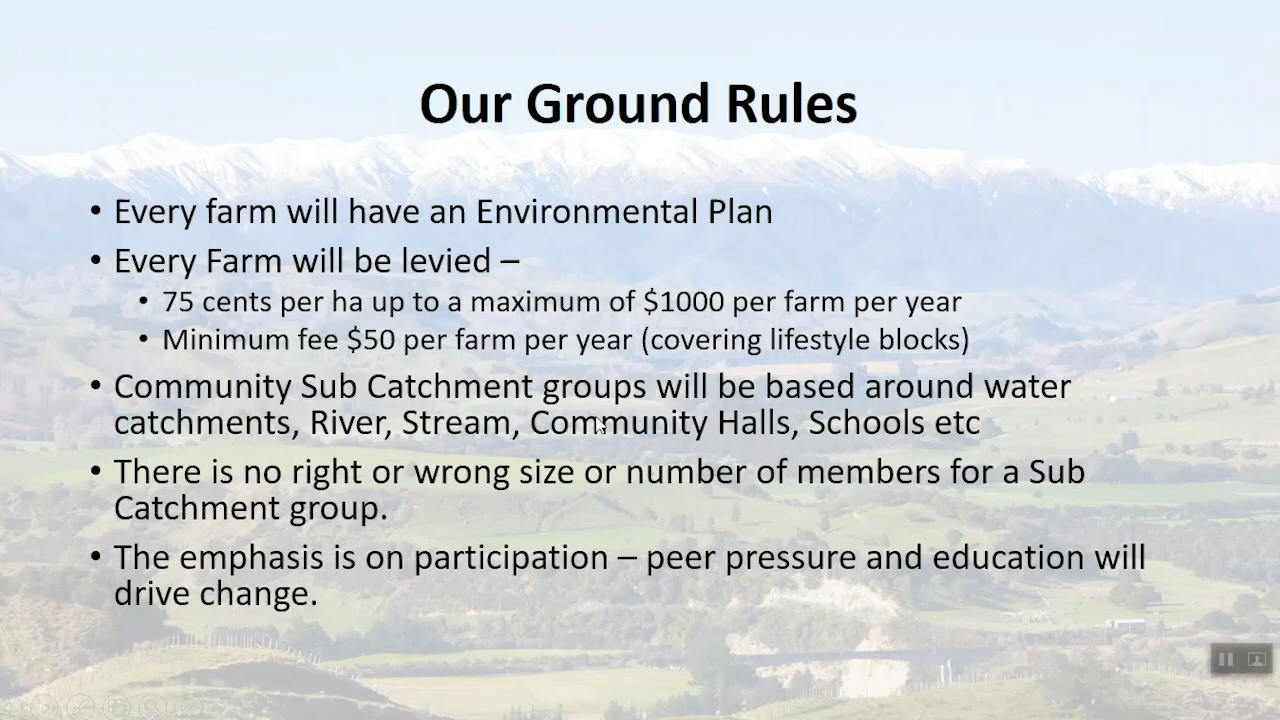 Our Ground Rules
• Every farm will have an Environmental Plan
• Every Farm will be levied –
• 75 cents per ha up to a maximum of $1000 per farm per year
• Minimum fee $50 per farm per year (covering lifestyle blocks)
• Community Sub Catchment groups will be based around water
catchments, River, Stream, Community Halls, Schools etc
• There is no right or wrong size or number of members for a Sub
Catchment group.
• The emphasis is on participation – peer pressure and education will
drive change.